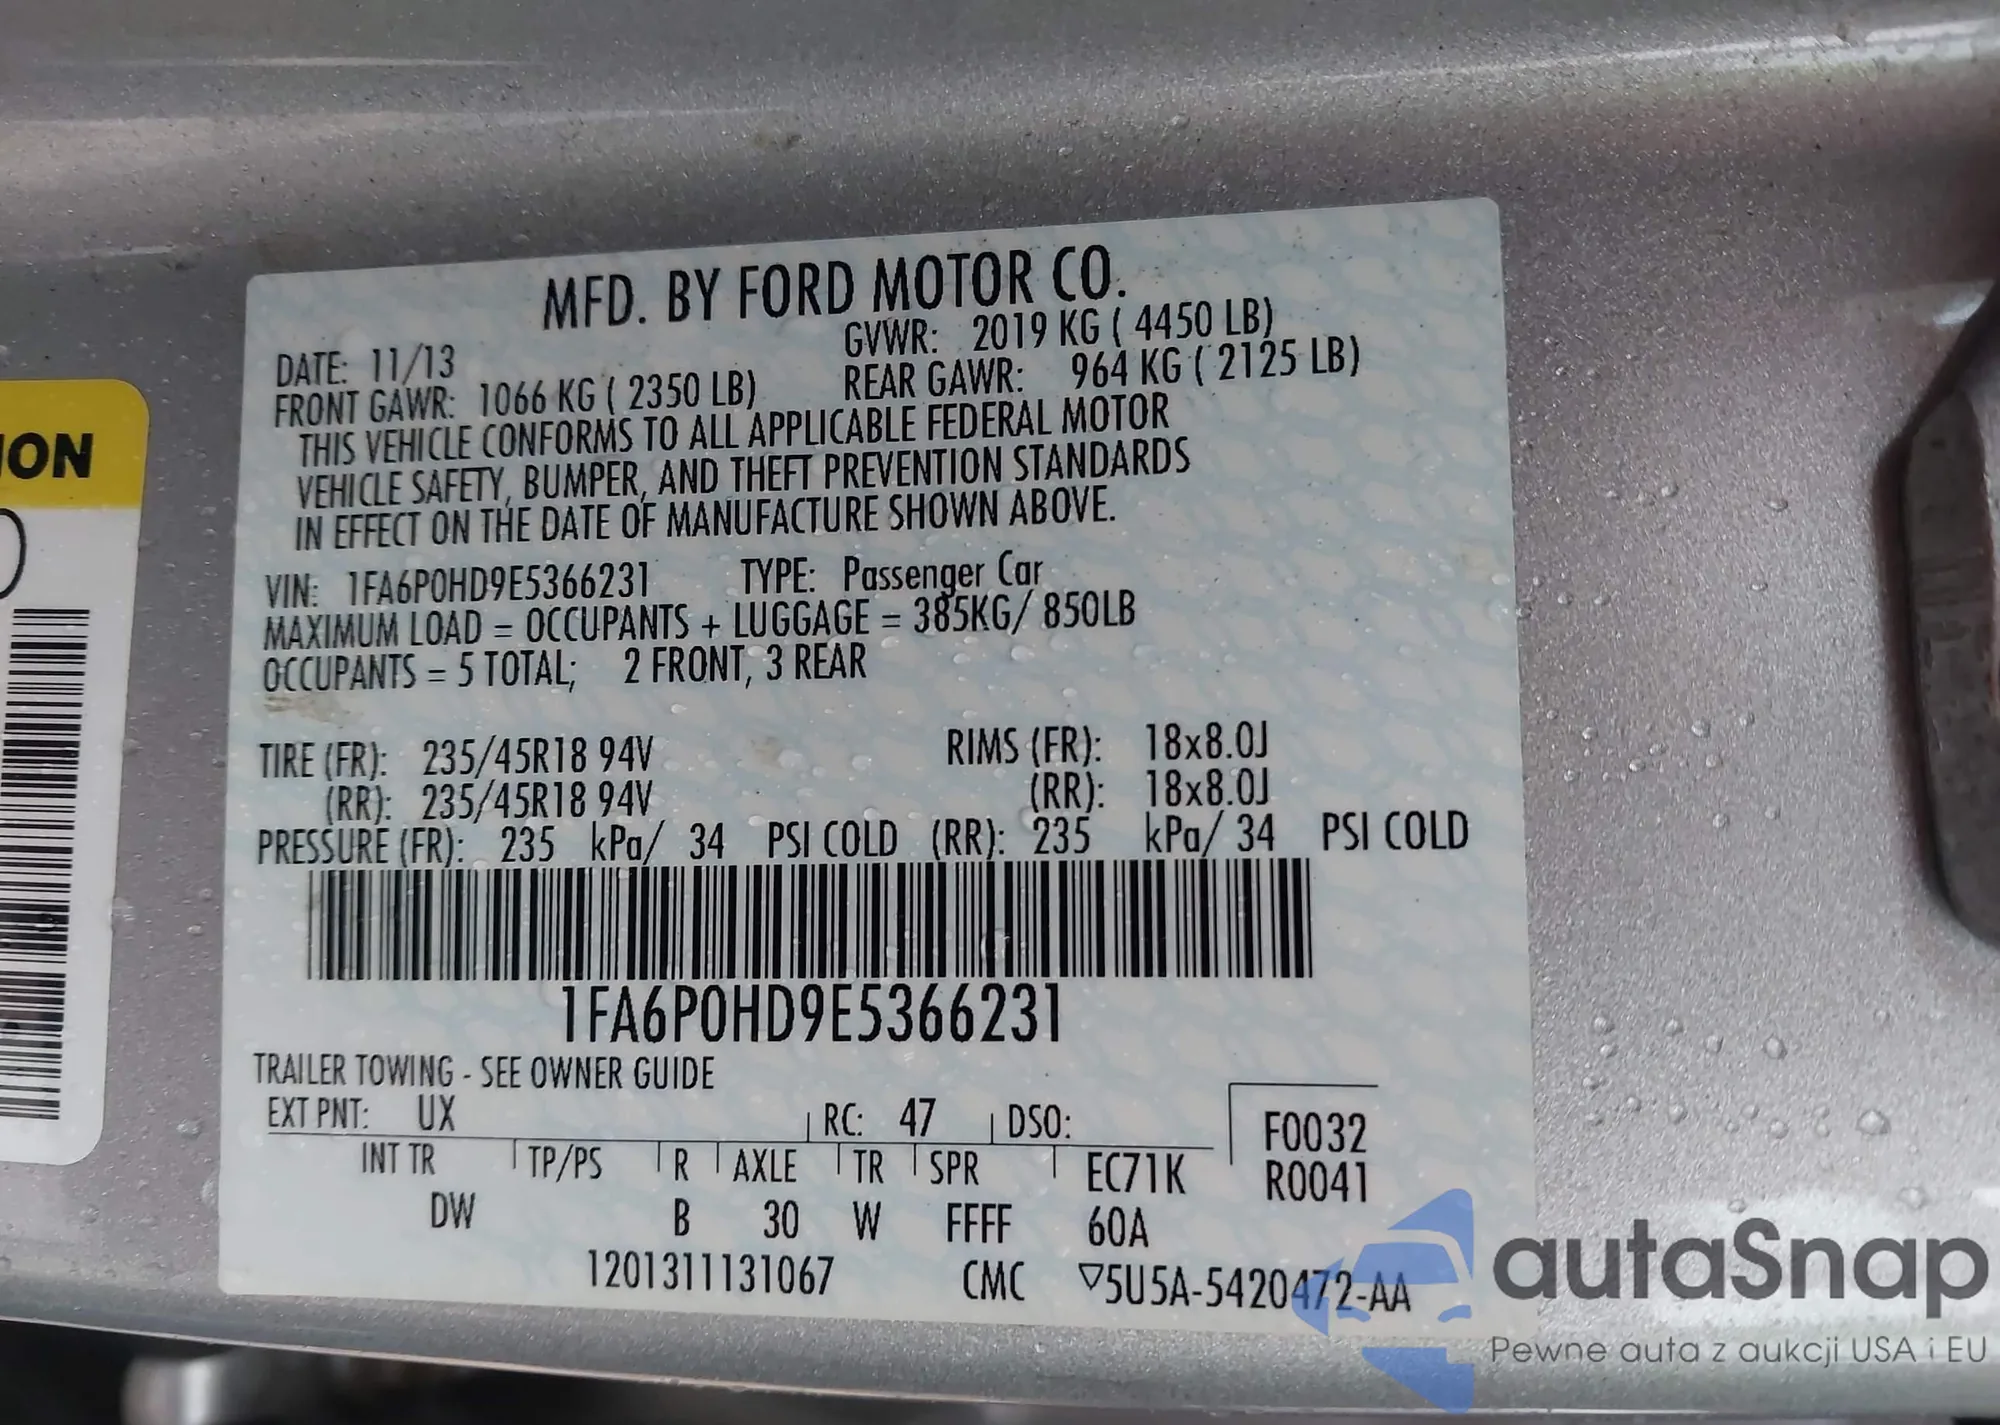 MFD. BY FORD MOTOR CO.
DATE: 11/13
GVWR: 2019 KG ( 4450 LB)
FRONT GAWR: 1066 KG ( 2350 LB)
REAR GAWR: 964 KG ( 2125 LB)
THIS VEHICLE CONFORMS TO ALL APPLICABLE FEDERAL MOTOR
VEHICLE SAFETY, BUMPER, AND THEFT PREVENTION STANDARDS
IN EFFECT ON THE DATE OF MANUFACTURE SHOWN ABOVE.
VIN: 1FA6P0HD9E5366231 TYPE: Passenger Car
MAXIMUM LOAD = OCCUPANTS + LUGGAGE = 385KG/ 850LB
OCCUPANTS = 5 TOTAL; 2 FRONT, 3 REAR
TIRE (FR): 235/45R18 94V RIMS (FR): 18x8.0J
(RR): 235/45R18 94V (RR): 18x8.0J
PRESSURE (FR): 235 kPa/ 34 PSI COLD (RR): 235 kPa/ 34 PSI COLD
1FA6P0HD9E5366231
TRAILER TOWING - SEE OWNER GUIDE
EXT PNT: UX RC: 47 DSO:
F0032
INT TR TP/PS R AXLE TR SPR EC71K
R0041
DW B 30 W FFFF 60A
1201311131067 CMC ▽5U5A-5420472-AA
ION
autaSnap
Pewne auta z aukcji USA i EU